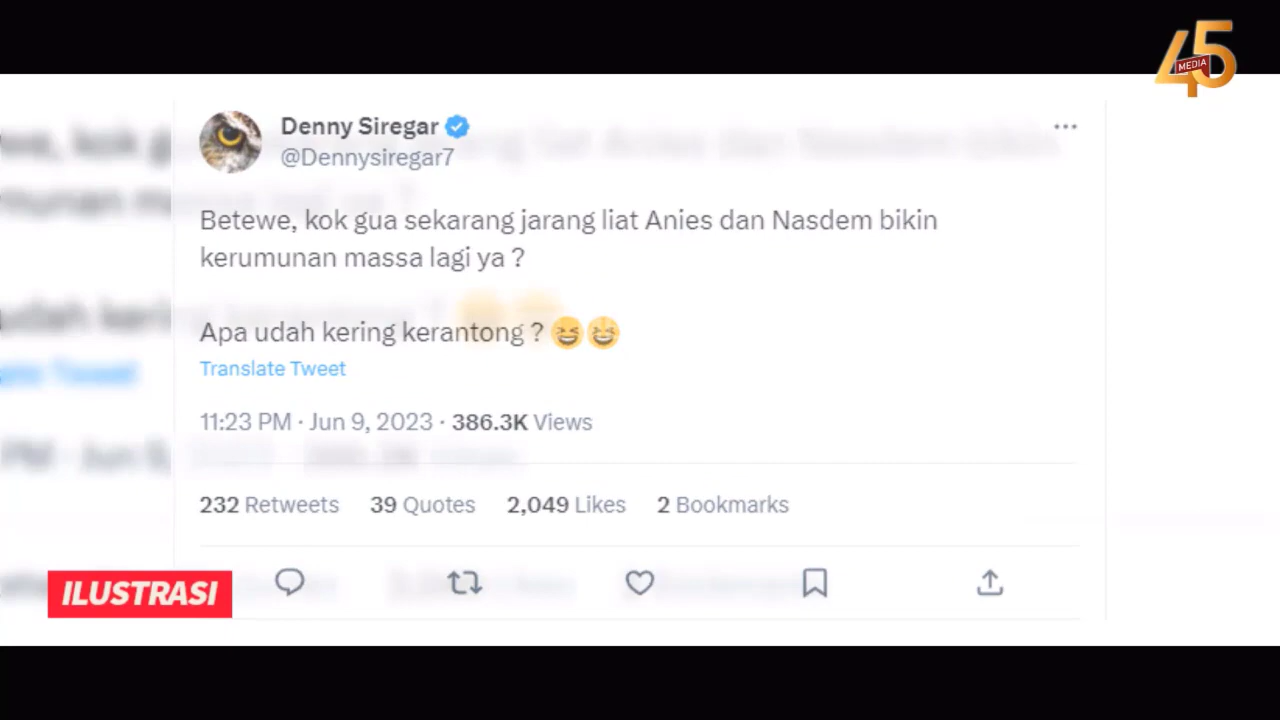 45
MEDIA
Denny Siregar
@Dennysiregar7
Betewe, kok gua sekarang jarang liat Anies dan Nasdem bikin
kerumunan massa lagi ya ?
Apa udah kering kerantong ? 😆😆
Translate Tweet
11:23 PM · Jun 9, 2023 · 386.3K Views
232 Retweets 39 Quotes 2,049 Likes 2 Bookmarks
ILUSTRASI